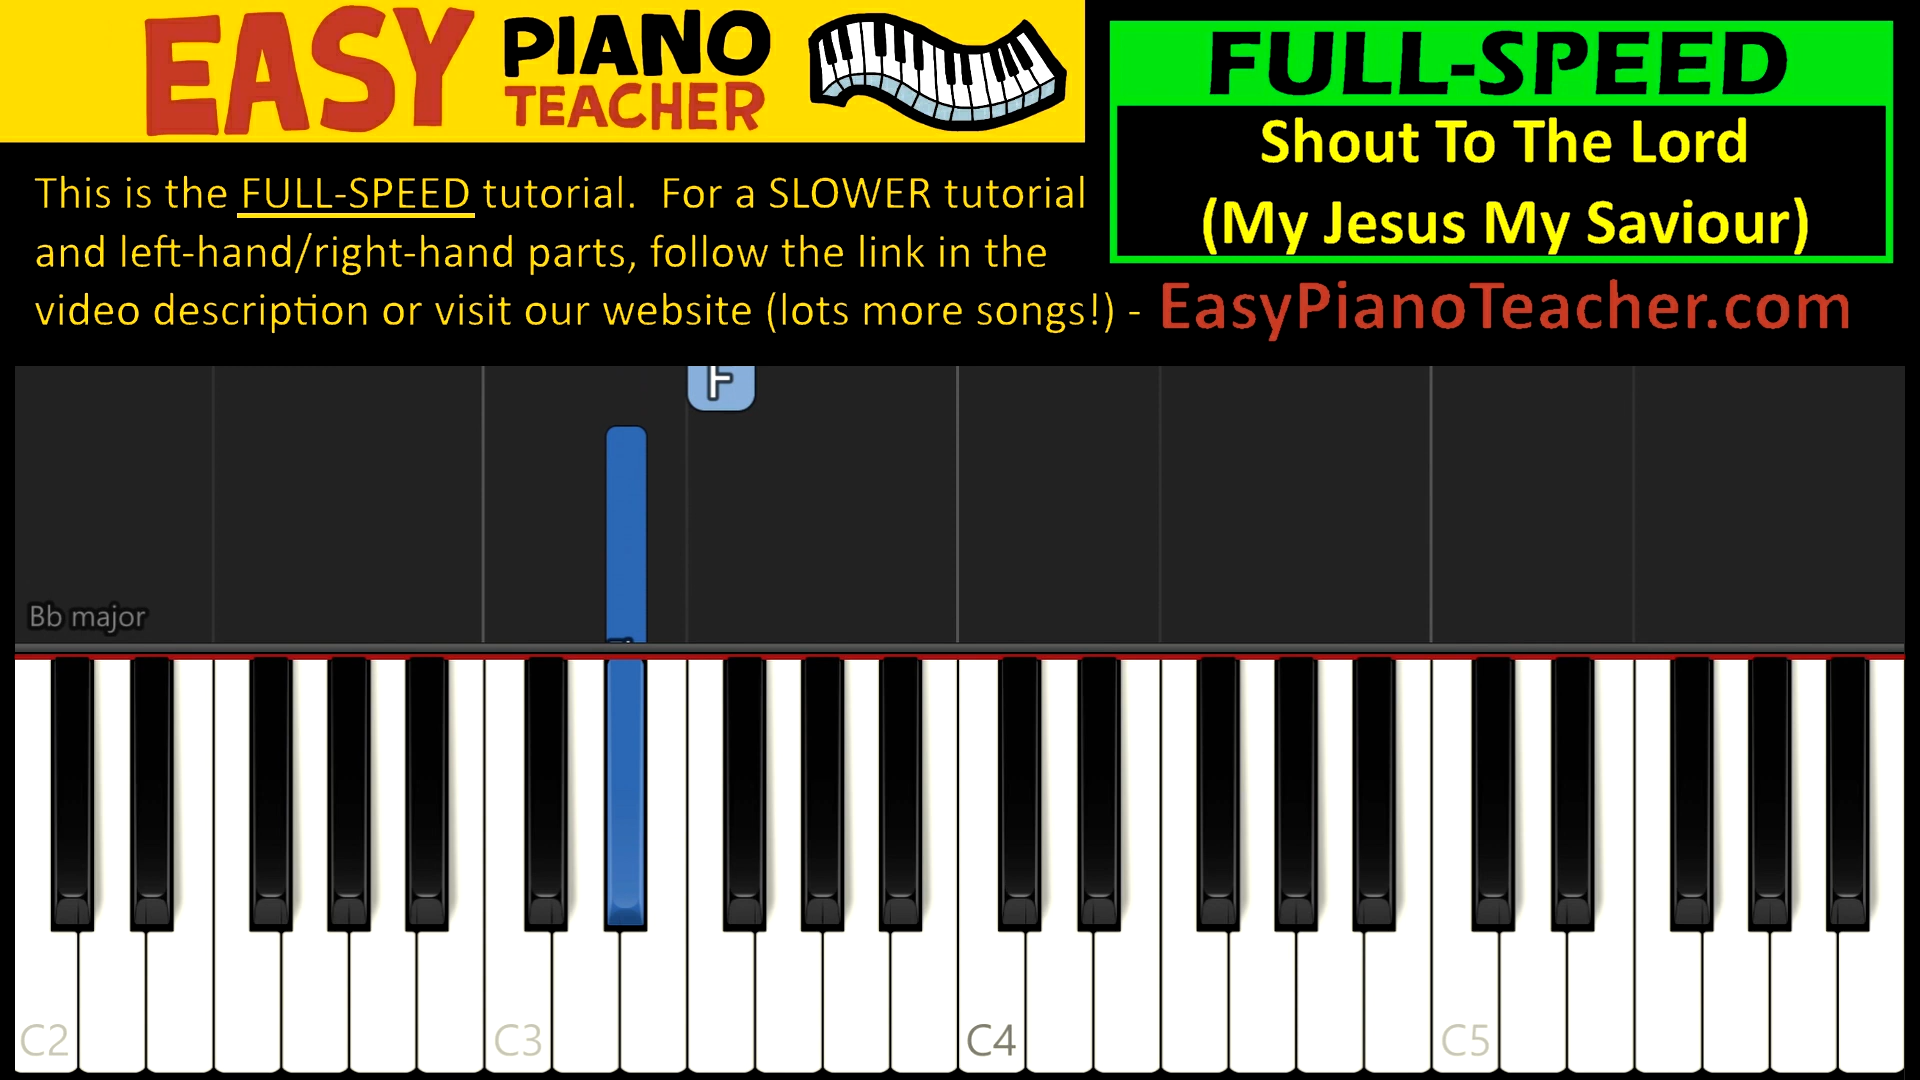 EASY PIANO TEACHER
FULL-SPEED
Shout To The Lord
(My Jesus My Saviour)
This is the FULL-SPEED tutorial. For a SLOWER tutorial
and left-hand/right-hand parts, follow the link in the
video description or visit our website (lots more songs!) - EasyPianoTeacher.com
F
Bb major
C2
C3
C4
C5